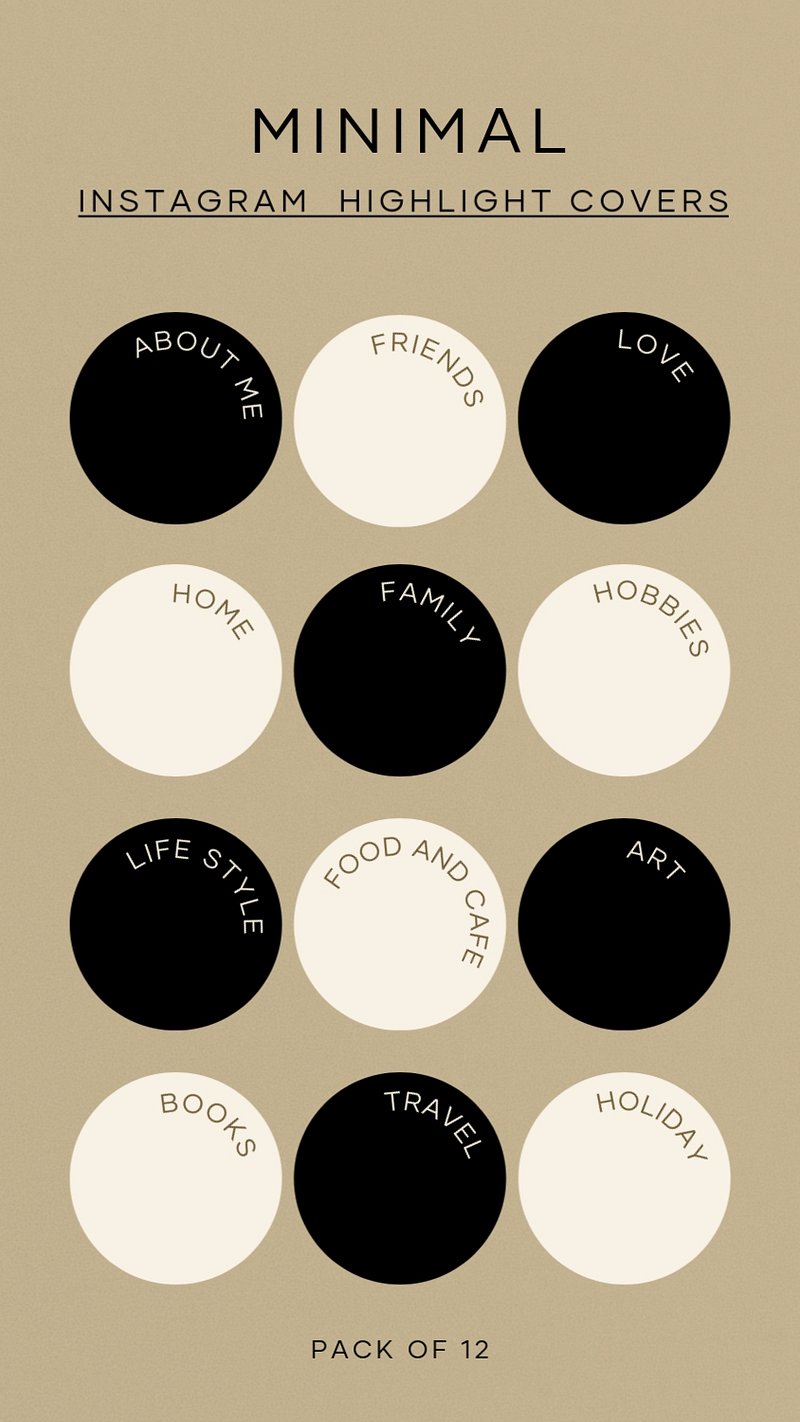 MINIMAL
INSTAGRAM HIGHLIGHT COVERS
ABOUT ME
FRIENDS
LOVE
HOME
FAMILY
HOBBIES
LIFE STYLE
FOOD AND CAFE
ART
BOOKS
TRAVEL
HOLIDAY
PACK OF 12